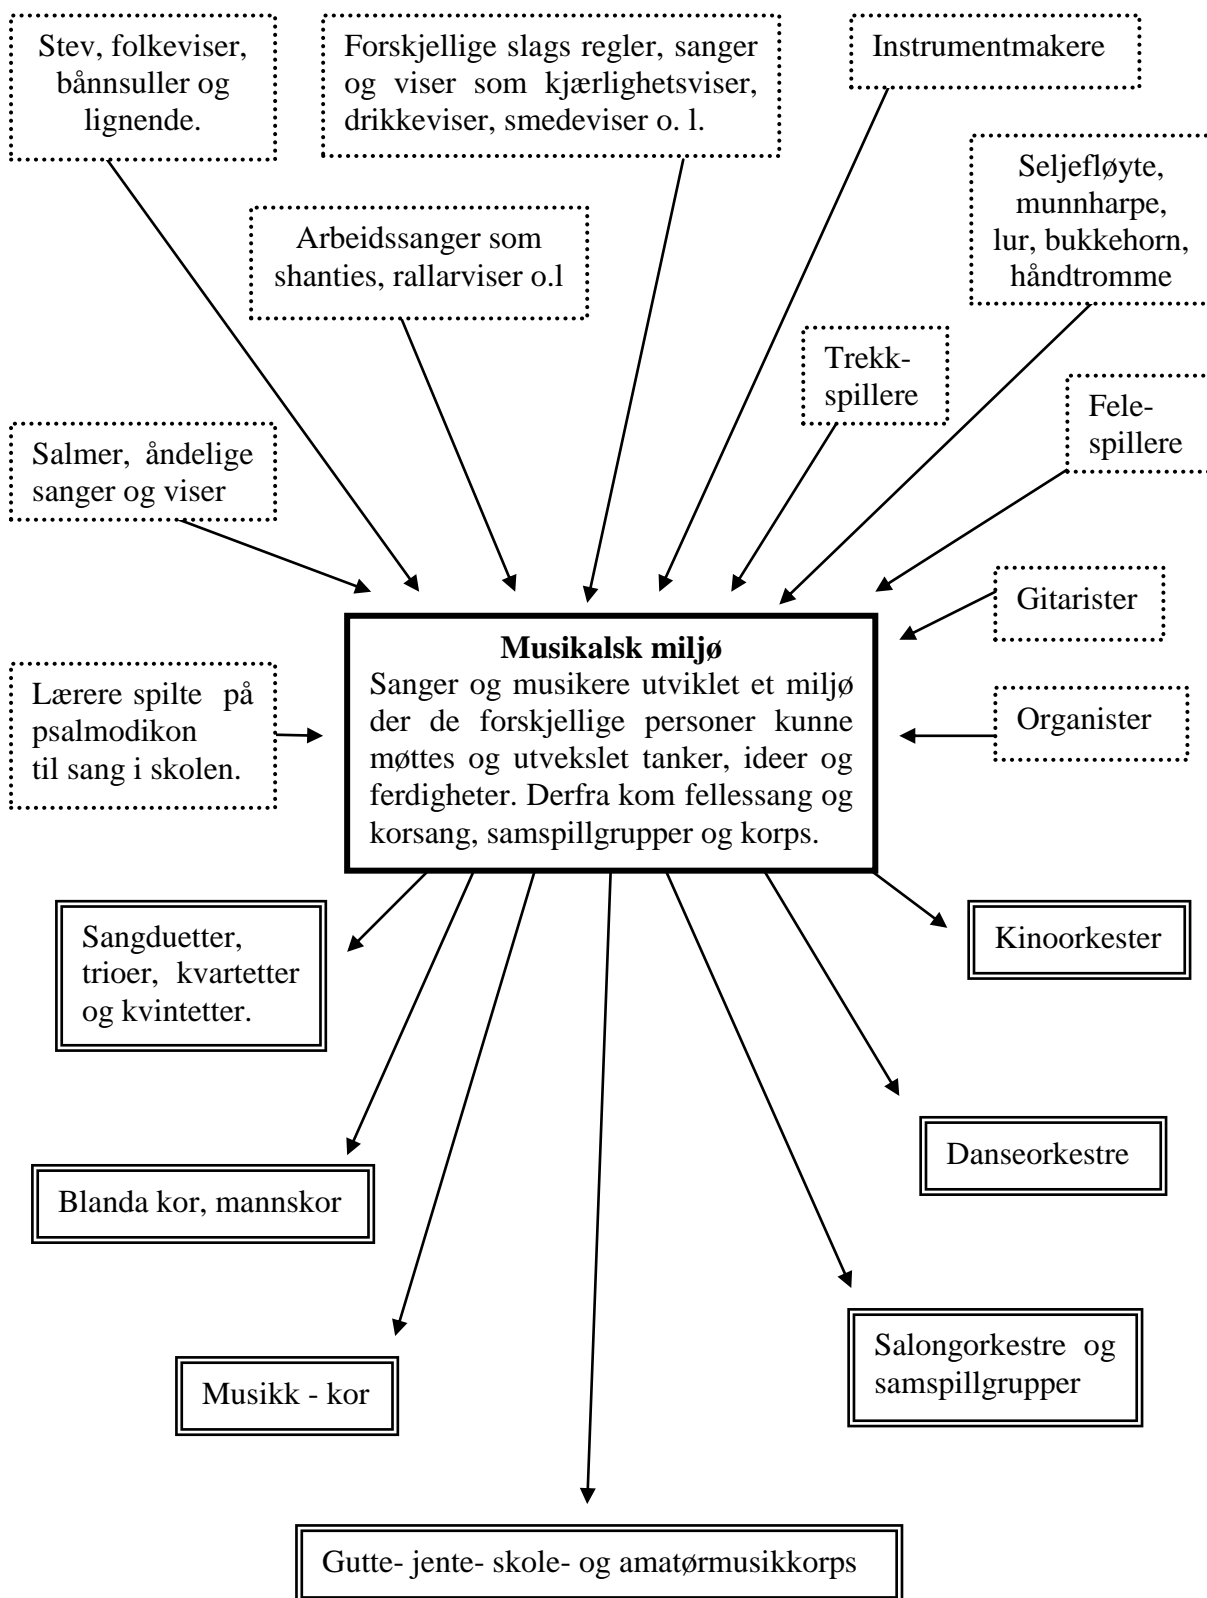 Stev, folkeviser,
bånnsuller og
lignende.
Forskjellige slags regler, sanger
og viser som kjærlighetsviser,
drikkeviser, smedeviser o. l.
Instrumentmakere
Seljefløyte,
munnharpe,
lur, bukkehorn,
håndtromme
Arbeidssanger som
shanties, rallarviser o.l
Trekk-
spillere
Fele-
spillere
Salmer, åndelige
sanger og viser
Gitarister
Musikalsk miljø
Sanger og musikere utviklet et miljø
der de forskjellige personer kunne
møttes og utvekslet tanker, ideer og
ferdigheter. Derfra kom fellessang og
korsang, samspillgrupper og korps.
Lærere spilte på
psalmodikon
til sang i skolen.
Organister
Sangduetter,
trioer, kvartetter
og kvintetter.
Kinoorkester
Danseorkestre
Blanda kor, mannskor
Salongorkestre og
samspillgrupper
Musikk - kor
Gutte- jente- skole- og amatørmusikkorps